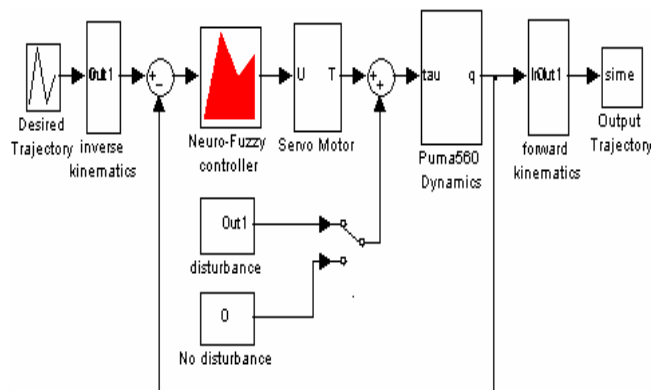 Desired
Trajectory
Out1
inverse
kinematics
+
−
Neuro-Fuzzy
controller
U
T
Servo Motor
+
+
tau
q
Puma560
Dynamics
In
Out1
forward
kinematics
sime
Output
Trajectory
Out1
disturbance
0
No disturbance